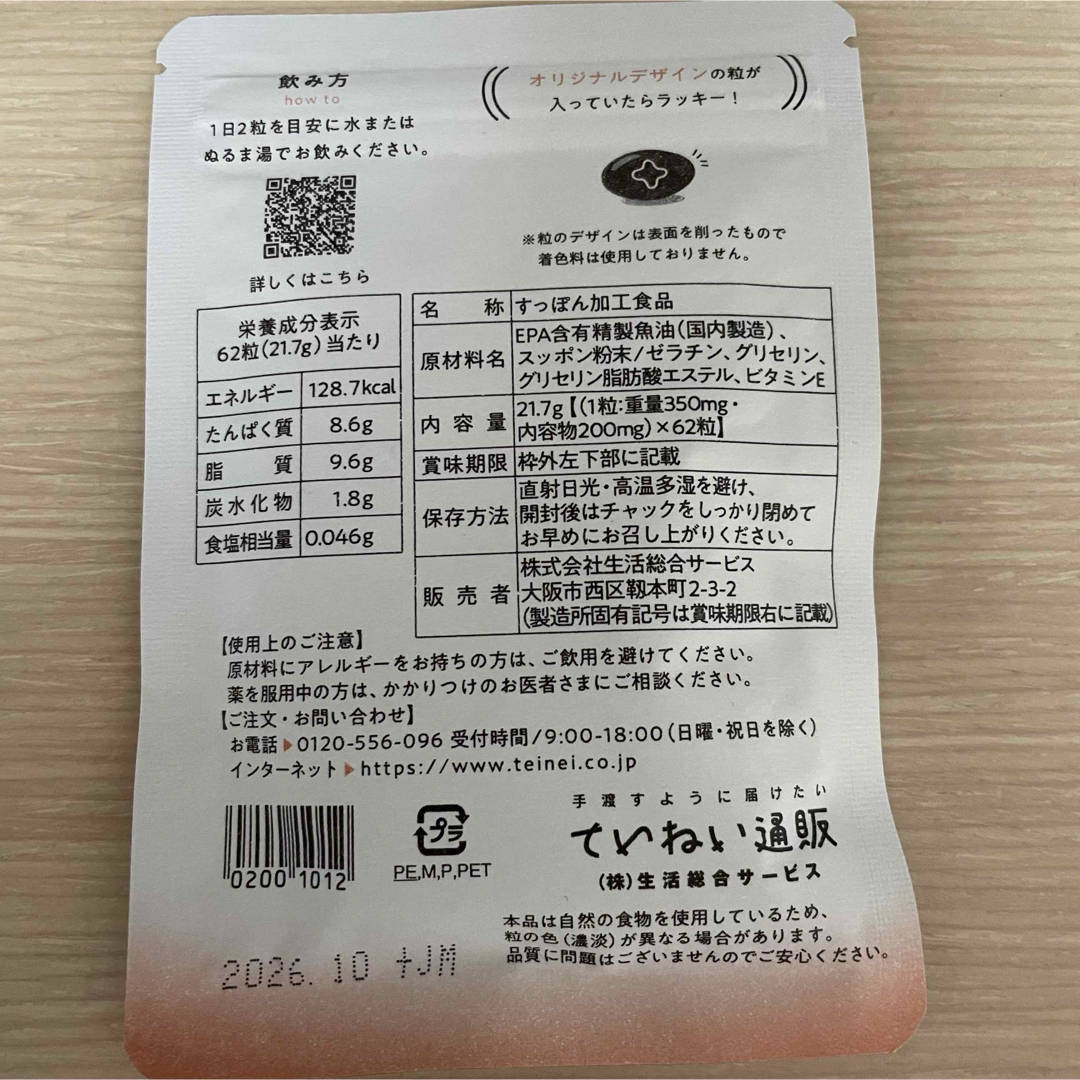 飲み方
how to
1日2粒を目安に水または
ぬるま湯でお飲みください。
詳しくはこちら
オリジナルデザインの粒が
入っていたらラッキー！
※粒のデザインは表面を削ったもので
着色料は使用しておりません。
栄養成分表示
62粒(21.7g)当たり
エネルギー 128.7kcal
たんぱく質 8.6g
脂質 9.6g
炭水化物 1.8g
食塩相当量 0.046g
名称 すっぽん加工食品
原材料名 EPA含有精製魚油(国内製造)、
スッポン粉末/ゼラチン、グリセリン、
グリセリン脂肪酸エステル、ビタミンE
内容量 21.7g【(1粒:重量350mg・
内容物200mg)×62粒】
賞味期限 枠外左下部に記載
保存方法 直射日光・高温多湿を避け、
開封後はチャックをしっかり閉めて
お早めにお召し上がりください。
販売者 株式会社生活総合サービス
大阪市西区靱本町2-3-2
(製造所固有記号は賞味期限右に記載)
【使用上のご注意】
原材料にアレルギーをお持ちの方は、ご飲用を避けてください。
薬を服用中の方は、かかりつけのお医者さまにご相談ください。
【ご注文・お問い合わせ】
お電話▶0120-556-096 受付時間/9:00-18:00(日曜・祝日を除く)
インターネット▶https://www.teinei.co.jp
0200 1012
プラ
PE,M,P,PET
手渡すように届けたい
ていねい通販
(株)生活総合サービス
本品は自然の食物を使用しているため、
粒の色(濃淡)が異なる場合があります。
品質に問題はございませんのでご安心ください。
2026.10 +JM